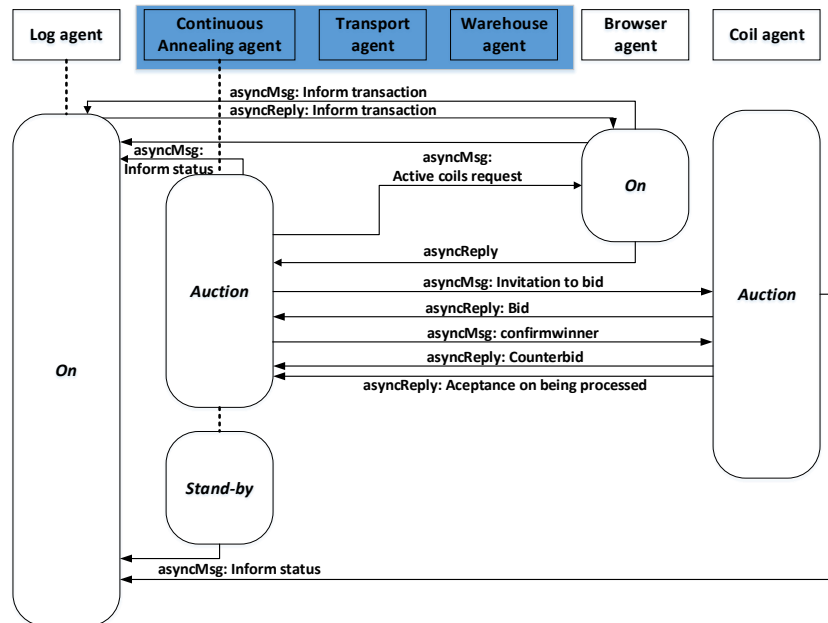 Log agent
Continuous
Annealing agent
Transport
agent
Warehouse
agent
Browser
agent
Coil agent
asyncMsg: Inform transaction
asyncReply: Inform transaction
asyncMsg:
Inform status
asyncMsg:
Active coils request
On
asyncReply
asyncMsg: Invitation to bid
Auction
Auction
asyncReply: Bid
asyncMsg: confirmwinner
asyncReply: Counterbid
On
asyncReply: Aceptance on being processed
Stand-by
asyncMsg: Inform status